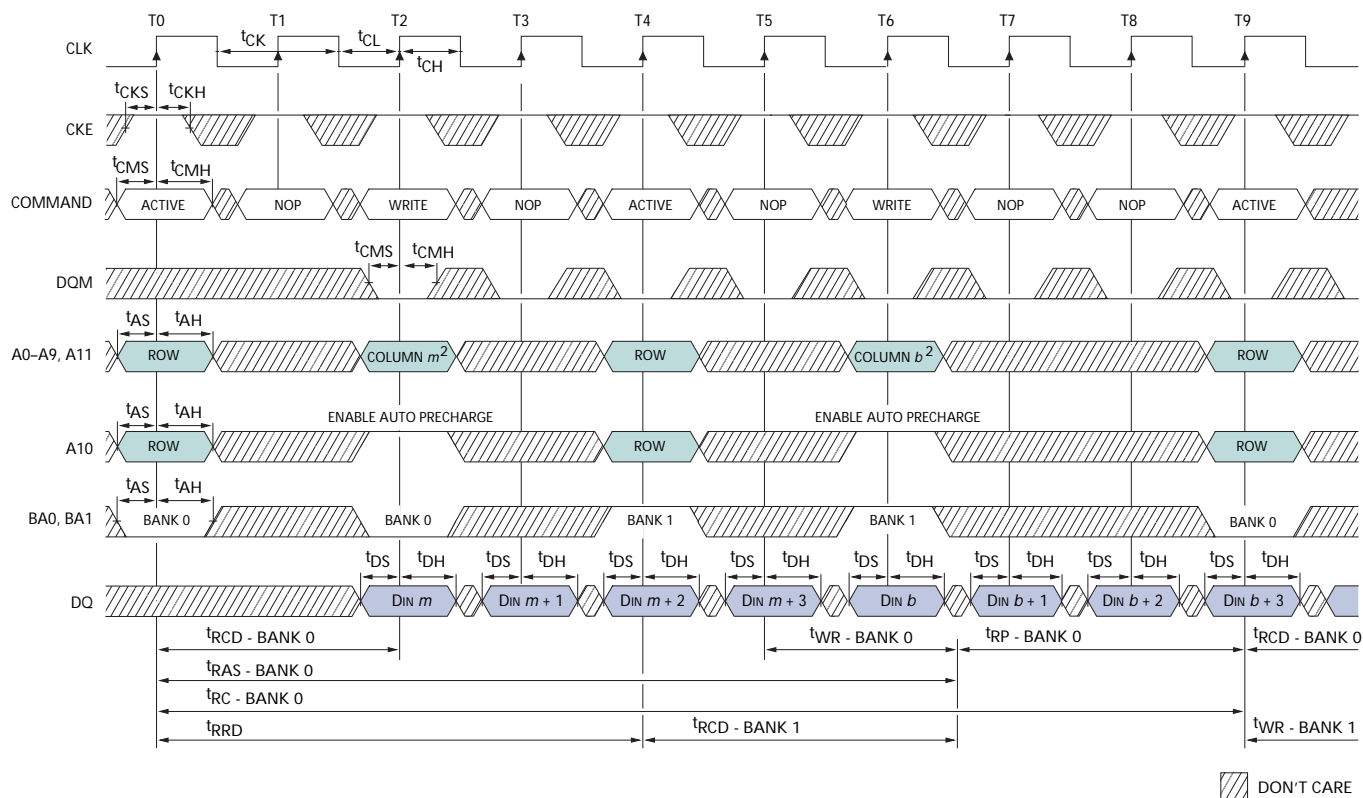 T0 T1 T2 T3 T4 T5 T6 T7 T8 T9
CLK tCK tCL tCH
tCKS tCKH
CKE
tCMS tCMH
COMMAND ACTIVE NOP WRITE NOP ACTIVE NOP WRITE NOP NOP ACTIVE
tCMS tCMH
DQM
tAS tAH
A0–A9, A11 ROW COLUMN m2 ROW COLUMN b2 ROW
tAS tAH ENABLE AUTO PRECHARGE ENABLE AUTO PRECHARGE
A10 ROW ROW ROW
tAS tAH
BA0, BA1 BANK 0 BANK 0 BANK 1 BANK 1 BANK 0
tDS tDH tDS tDH tDS tDH tDS tDH tDS tDH tDS tDH tDS tDH tDS tDH
DQ DIN m DIN m + 1 DIN m + 2 DIN m + 3 DIN b DIN b + 1 DIN b + 2 DIN b + 3
tRCD - BANK 0 tWR - BANK 0 tRP - BANK 0 tRCD - BANK 0
tRAS - BANK 0
tRC - BANK 0
tRRD tRCD - BANK 1 tWR - BANK 1
DON'T CARE